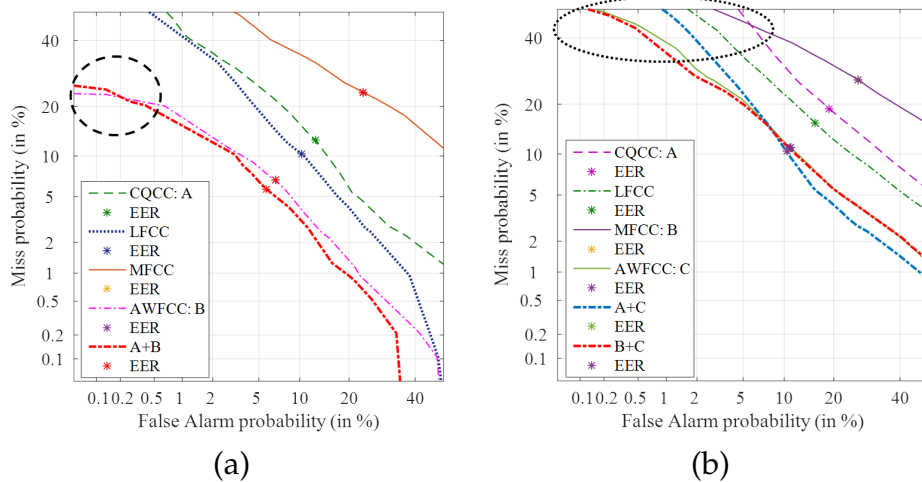 40
20
10
5
2
1
0.5
0.2
0.1
Miss probability (in %)
CQCC: A
EER
LFCC
EER
MFCC
EER
AWFCC: B
EER
A+B
EER
0.1 0.2 0.5 1 2 5 10 20 40
False Alarm probability (in %)
(a)
40
20
10
5
2
1
0.5
0.2
0.1
Miss probability (in %)
CQCC: A
EER
LFCC
EER
MFCC: B
EER
AWFCC: C
EER
A+C
EER
B+C
EER
0.1 0.2 0.5 1 2 5 10 20 40
False Alarm probability (in %)
(b)